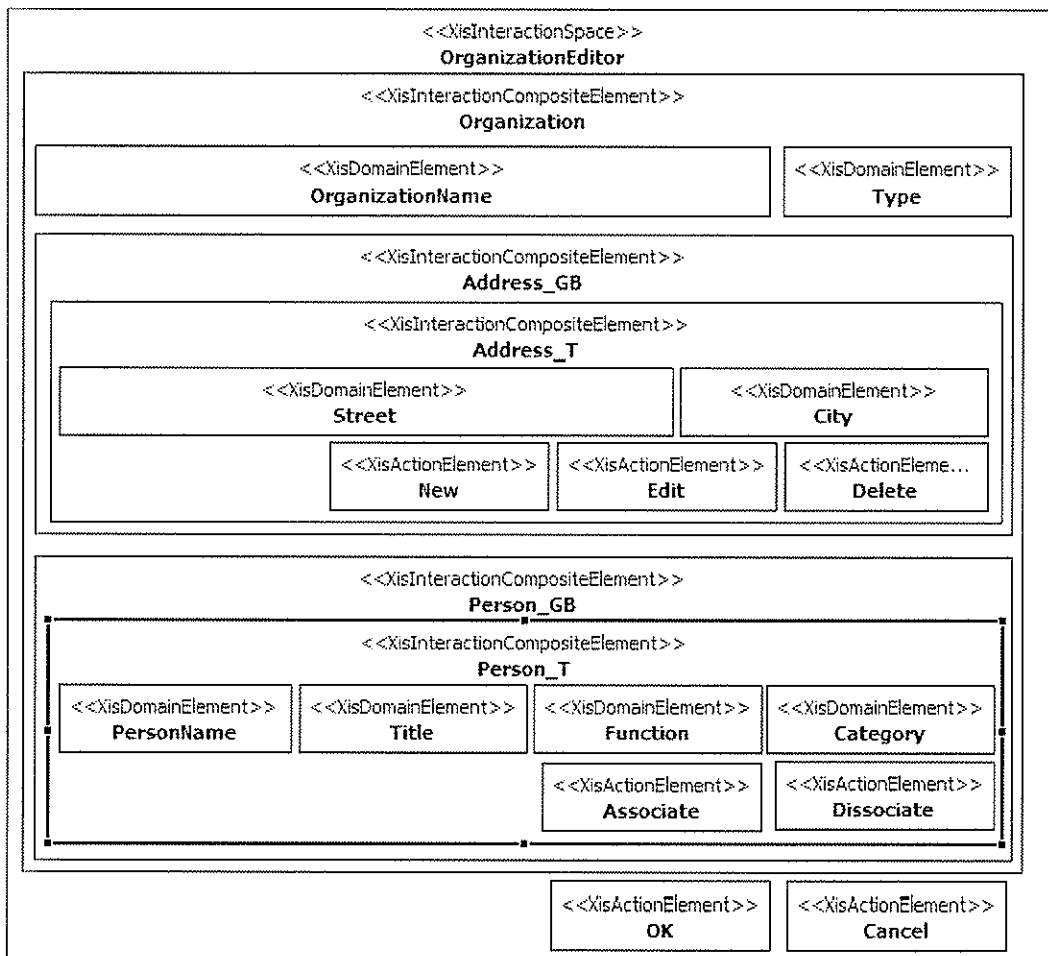 <<XisInteractionSpace>>
OrganizationEditor
<<XisInteractionCompositeElement>>
Organization
<<XisDomainElement>> <<XisDomainElement>>
OrganizationName Type
<<XisInteractionCompositeElement>>
Address_GB
<<XisInteractionCompositeElement>>
Address_T
<<XisDomainElement>> <<XisDomainElement>>
Street City
<<XisActionElement>> <<XisActionElement>> <<XisActionEleme...
New Edit Delete
<<XisInteractionCompositeElement>>
Person_GB
<<XisInteractionCompositeElement>>
Person_T
<<XisDomainElement>> <<XisDomainElement>> <<XisDomainElement>> <<XisDomainElement>>
PersonName Title Function Category
<<XisActionElement>> <<XisActionElement>>
Associate Dissociate
<<XisActionElement>> <<XisActionElement>>
OK Cancel